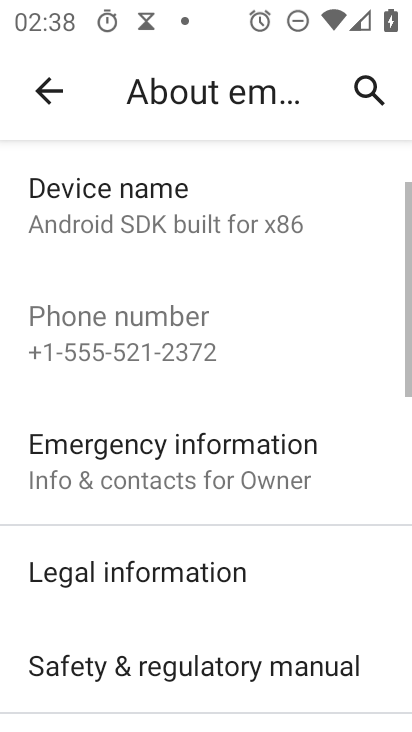 02:38
About em…
Device name
Android SDK built for x86
Phone number
+1-555-521-2372
Emergency information
Info & contacts for Owner
Legal information
Safety & regulatory manual